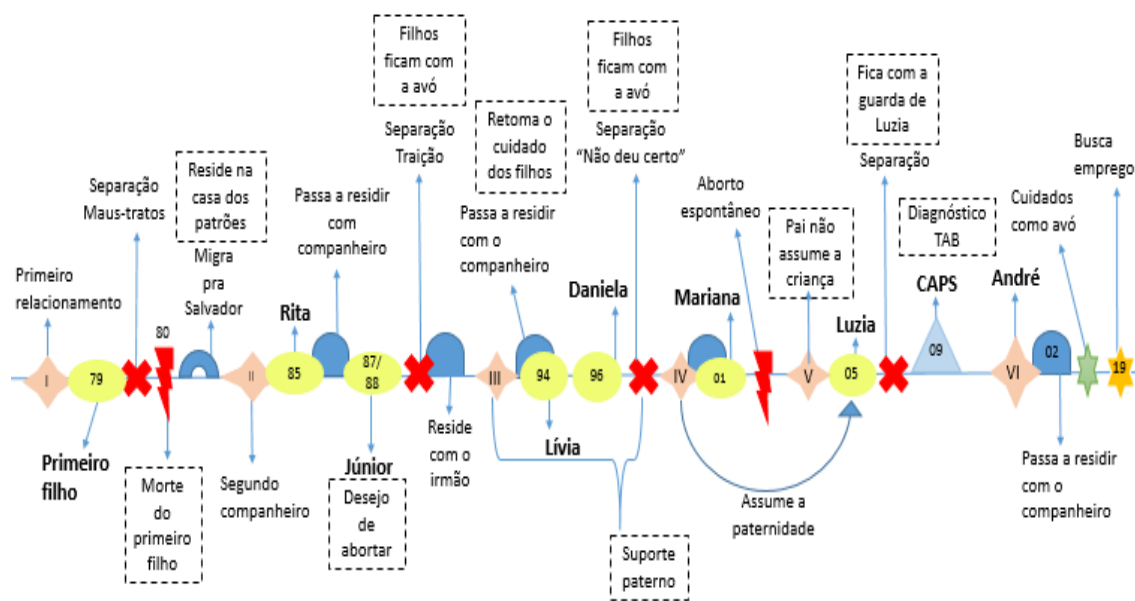 Filhos
ficam com
a avó
Separação
Traição
Filhos
ficam com
a avó
Separação
“Não deu certo”
Fica com a
guarda de
Luzia
Separação
Retoma o
cuidado
dos filhos
Passa a residir
com o
companheiro
Busca
emprego
Separação
Maus-tratos
Reside na
casa dos
patrões
Migra
pra
Salvador
Passa a residir
com
companheiro
Aborto
espontâneo
Pai não
assume a
criança
Diagnóstico
TAB
Cuidados
como avó
Primeiro
relacionamento
80
Rita
Daniela
Mariana
Luzia
CAPS
André
I
79
II
85
87/
88
III
94
96
IV
01
V
05
09
VI
02
19
Primeiro
filho
Morte
do
primeiro
filho
Segundo
companheiro
Júnior
Desejo
de
abortar
Reside
com o
irmão
Lívia
Suporte
paterno
Assume a
paternidade
Passa a residir
com o
companheiro